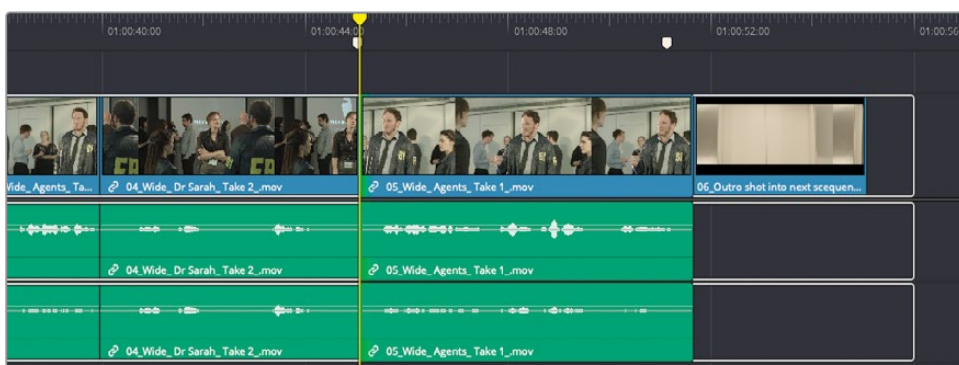 01:00:40:00
01:00:44:00
01:00:48:00
01:00:52:00
01:00:56
Wide_ Agents_ Ta...
04_Wide_ Dr Sarah_ Take 2_.mov
05_Wide_ Agents_ Take 1_.mov
06_Outro shot into next scequen...
04_Wide_ Dr Sarah_ Take 2_.mov
05_Wide_ Agents_ Take 1_.mov
04_Wide_ Dr Sarah_ Take 2_.mov
05_Wide_ Agents_ Take 1_.mov